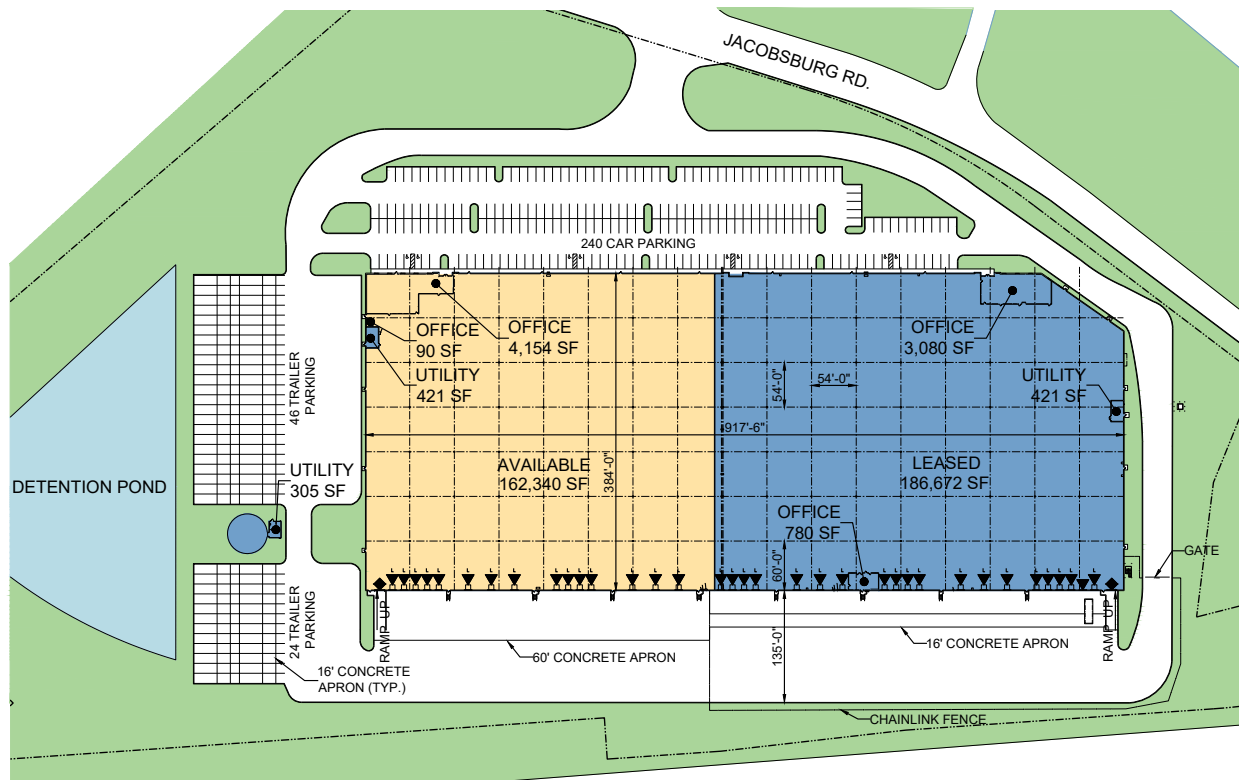 JACOBSBURG RD.
240 CAR PARKING
OFFICE
90 SF
OFFICE
4,154 SF
OFFICE
3,080 SF
UTILITY
421 SF
UTILITY
421 SF
54'-0"
54'-0"
46 TRAILER
PARKING
917'-6"
384'-0"
AVAILABLE
162,340 SF
LEASED
186,672 SF
UTILITY
305 SF
DETENTION POND
OFFICE
780 SF
60'-0"
GATE
24 TRAILER
PARKING
RAMP UP
RAMP UP
135'-0"
60' CONCRETE APRON
16' CONCRETE APRON
16' CONCRETE
APRON (TYP.)
CHAINLINK FENCE